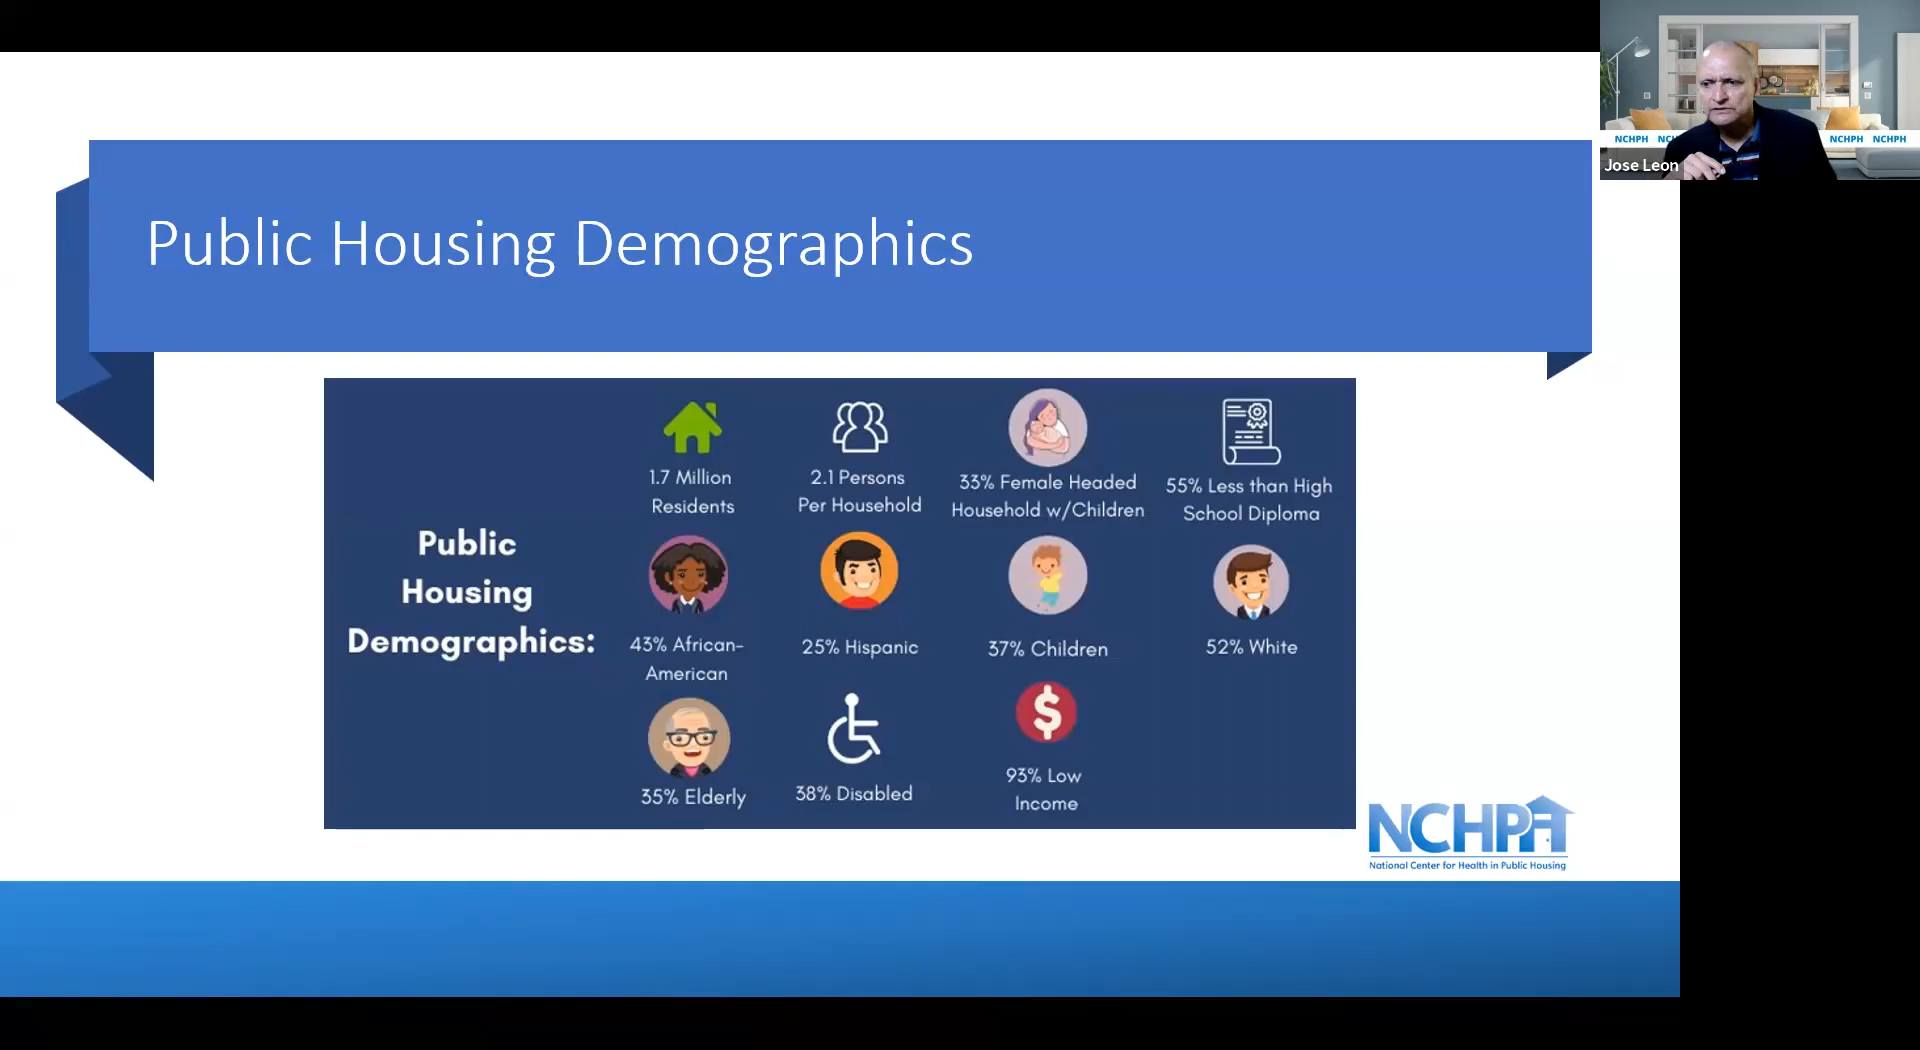 Public Housing Demographics
Public
Housing
Demographics:
1.7 Million
Residents
2.1 Persons
Per Household
33% Female Headed
Household w/Children
55% Less than High
School Diploma
43% African-
American
25% Hispanic
37% Children
52% White
35% Elderly
38% Disabled
93% Low
Income
NCHPH
National Center for Health in Public Housing
NCHPH NC
NCHPH NCHPH
Jose Leon